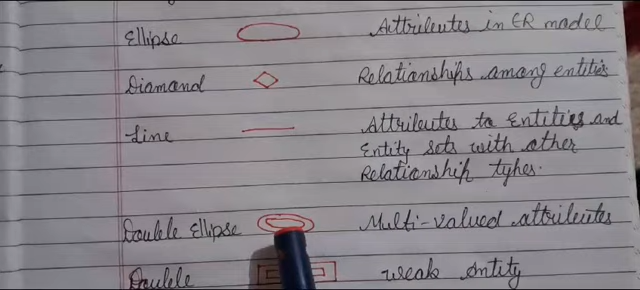 Ellipse Attributes in ER model
Diamand Relationships among entities
Line Attributes to Entities and
Entity sets with other
Relationship types.
Double Ellipse Multi-valued attributes
Double weak Entity